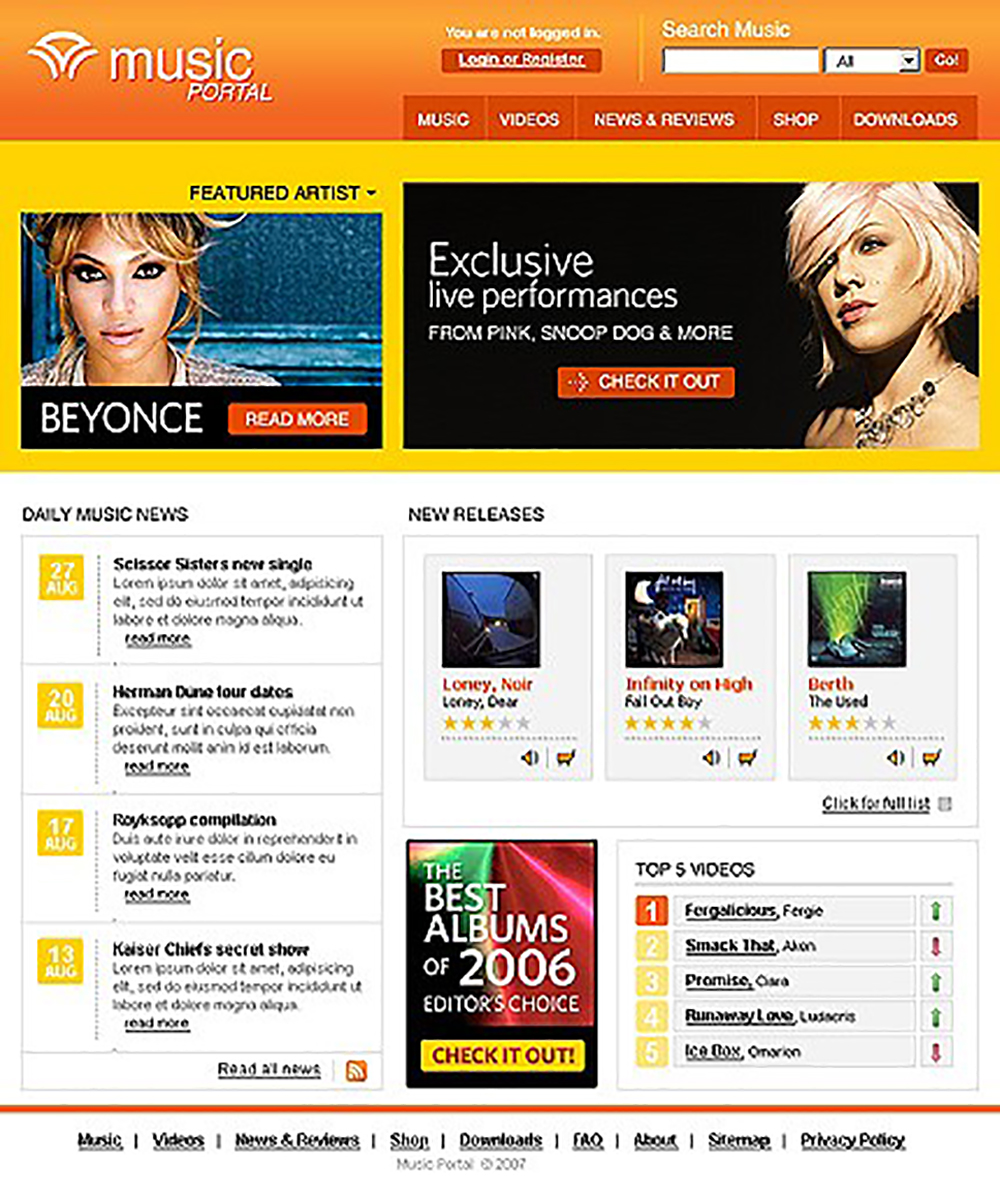 music
PORTAL
You are not logged in.
Login or Register
Search Music
All
Go!
MUSIC
VIDEOS
NEWS & REVIEWS
SHOP
DOWNLOADS
FEATURED ARTIST
BEYONCE
READ MORE
Exclusive
live performances
FROM PINK, SNOOP DOG & MORE
CHECK IT OUT
DAILY MUSIC NEWS
27
AUG
Scissor Sisters new single
Lorem ipsum dolor sit amet, adipisicing
elit, sed do eiusmod tempor incididunt ut
labore et dolore magna aliqua.
read more
20
AUG
Herman Dune tour dates
Excepteur sint occaecat cupidatat non
proident, sunt in culpa qui officia
deserunt mollit anim id est laborum.
read more
17
AUG
Royksopp compilation
Duis aute irure dolor in reprehenderit in
voluptate velit esse cillum dolore eu
fugiat nulla pariatur.
read more
13
AUG
Kaiser Chiefs secret show
Lorem ipsum dolor sit amet, adipisicing
elit, sed do eiusmod tempor incididunt ut
labore et dolore magna aliqua.
read more
Read all news
NEW RELEASES
Loney, Noir
Loney, Dear
Infinity on High
Fall Out Boy
Berth
The Used
Click for full list
THE
BEST
ALBUMS
OF 2006
EDITOR'S CHOICE
CHECK IT OUT!
TOP 5 VIDEOS
1 Fergalicious, Fergie
2 Smack That, Akon
3 Promise, Ciara
4 Runaway Love, Ludacris
5 Ice Box, Omarion
Music | Videos | News & Reviews | Shop | Downloads | FAQ | About | Sitemap | Privacy Policy
Music Portal © 2007